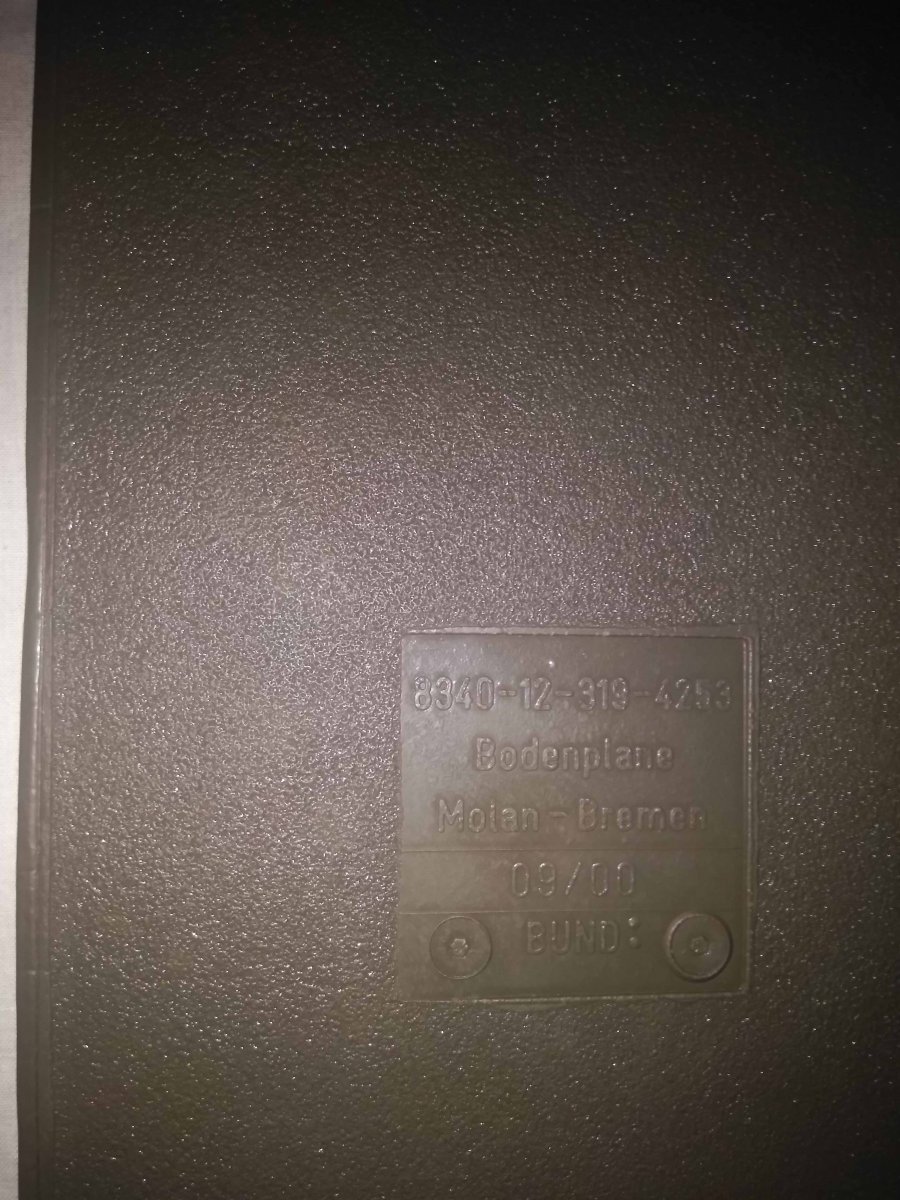 8340-12-319-4253
Bodenplane
Molan-Bremen
09/00
BUND: